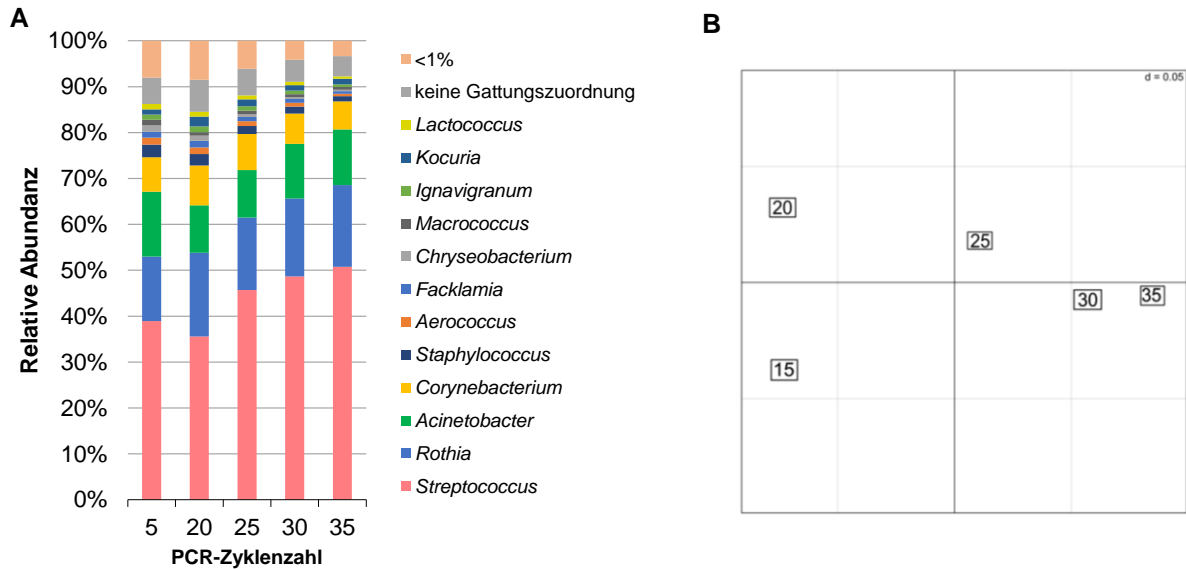 A
Relative Abundanz
100%
90%
80%
70%
60%
50%
40%
30%
20%
10%
0%
5 20 25 30 35
PCR-Zyklenzahl
<1%
keine Gattungszuordnung
Lactococcus
Kocuria
Ignavigranum
Macrococcus
Chryseobacterium
Facklamia
Aerococcus
Staphylococcus
Corynebacterium
Acinetobacter
Rothia
Streptococcus
B
d = 0.05
20
25
30
35
15